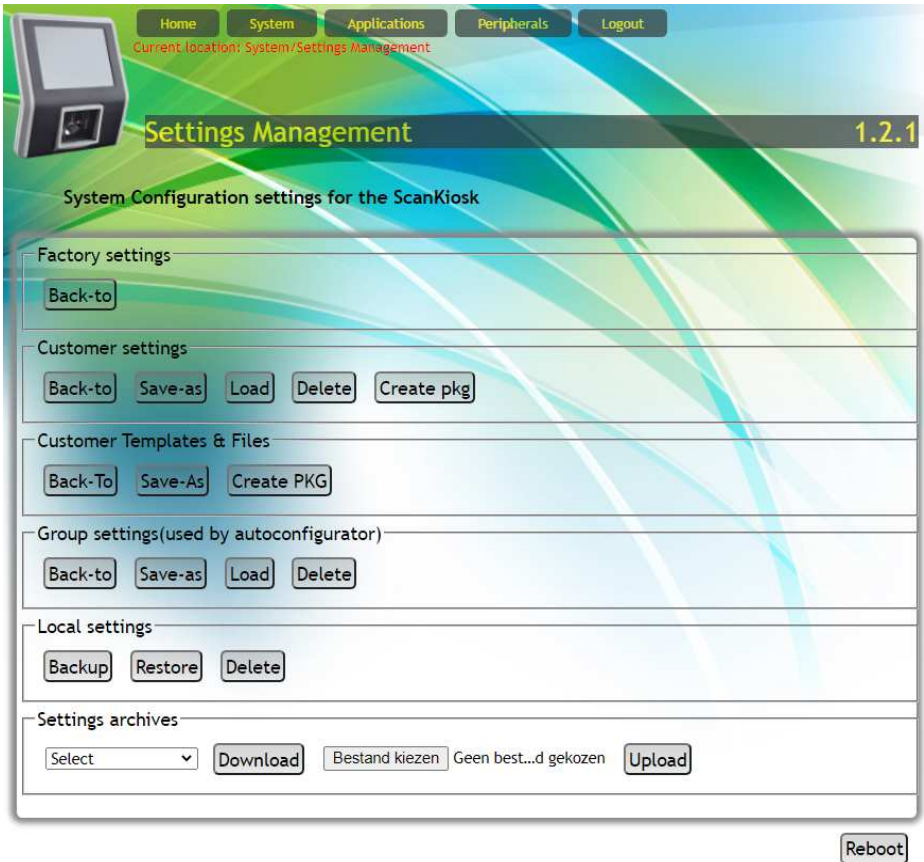 Home System Applications Peripherals Logout
Current location: System/Settings Management
Settings Management 1.2.1
System Configuration settings for the ScanKiosk
Factory settings
Back-to
Customer settings
Back-to Save-as Load Delete Create pkg
Customer Templates & Files
Back-To Save-As Create PKG
Group settings(used by autoconfigurator)
Back-to Save-as Load Delete
Local settings
Backup Restore Delete
Settings archives
Select Download Bestand kiezen Geen best...d gekozen Upload
Reboot